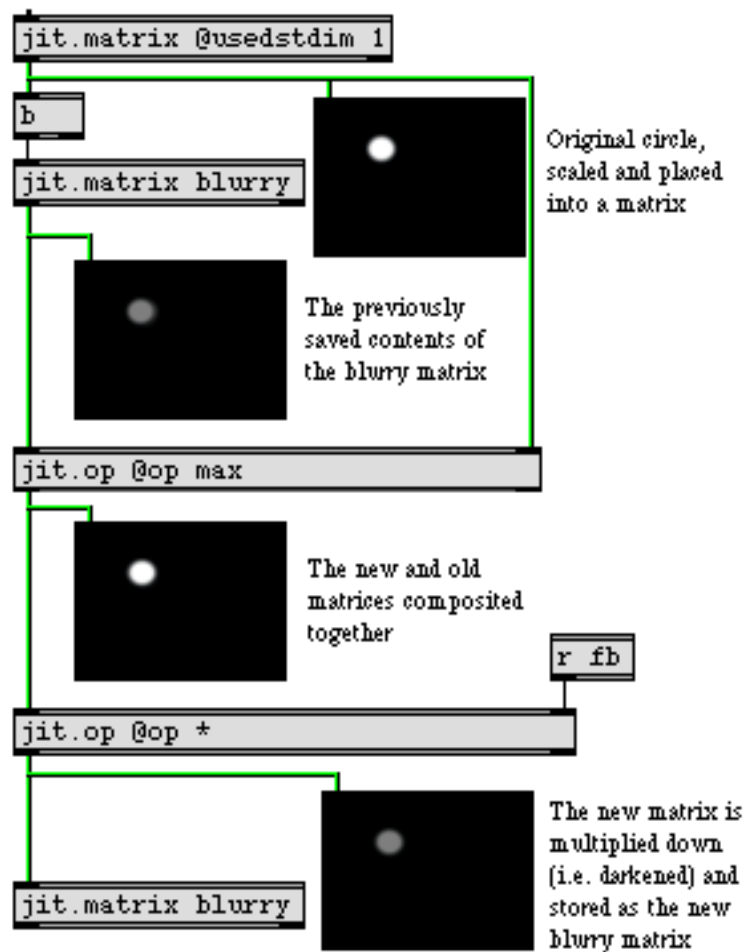 jit.matrix @usedstdim 1
b
Original circle,
scaled and placed
into a matrix
jit.matrix blurry
The previously
saved contents of
the blurry matrix
jit.op @op max
The new and old
matrices composited
together
r fb
jit.op @op *
The new matrix is
multiplied down
(i.e. darkened) and
stored as the new
blurry matrix
jit.matrix blurry